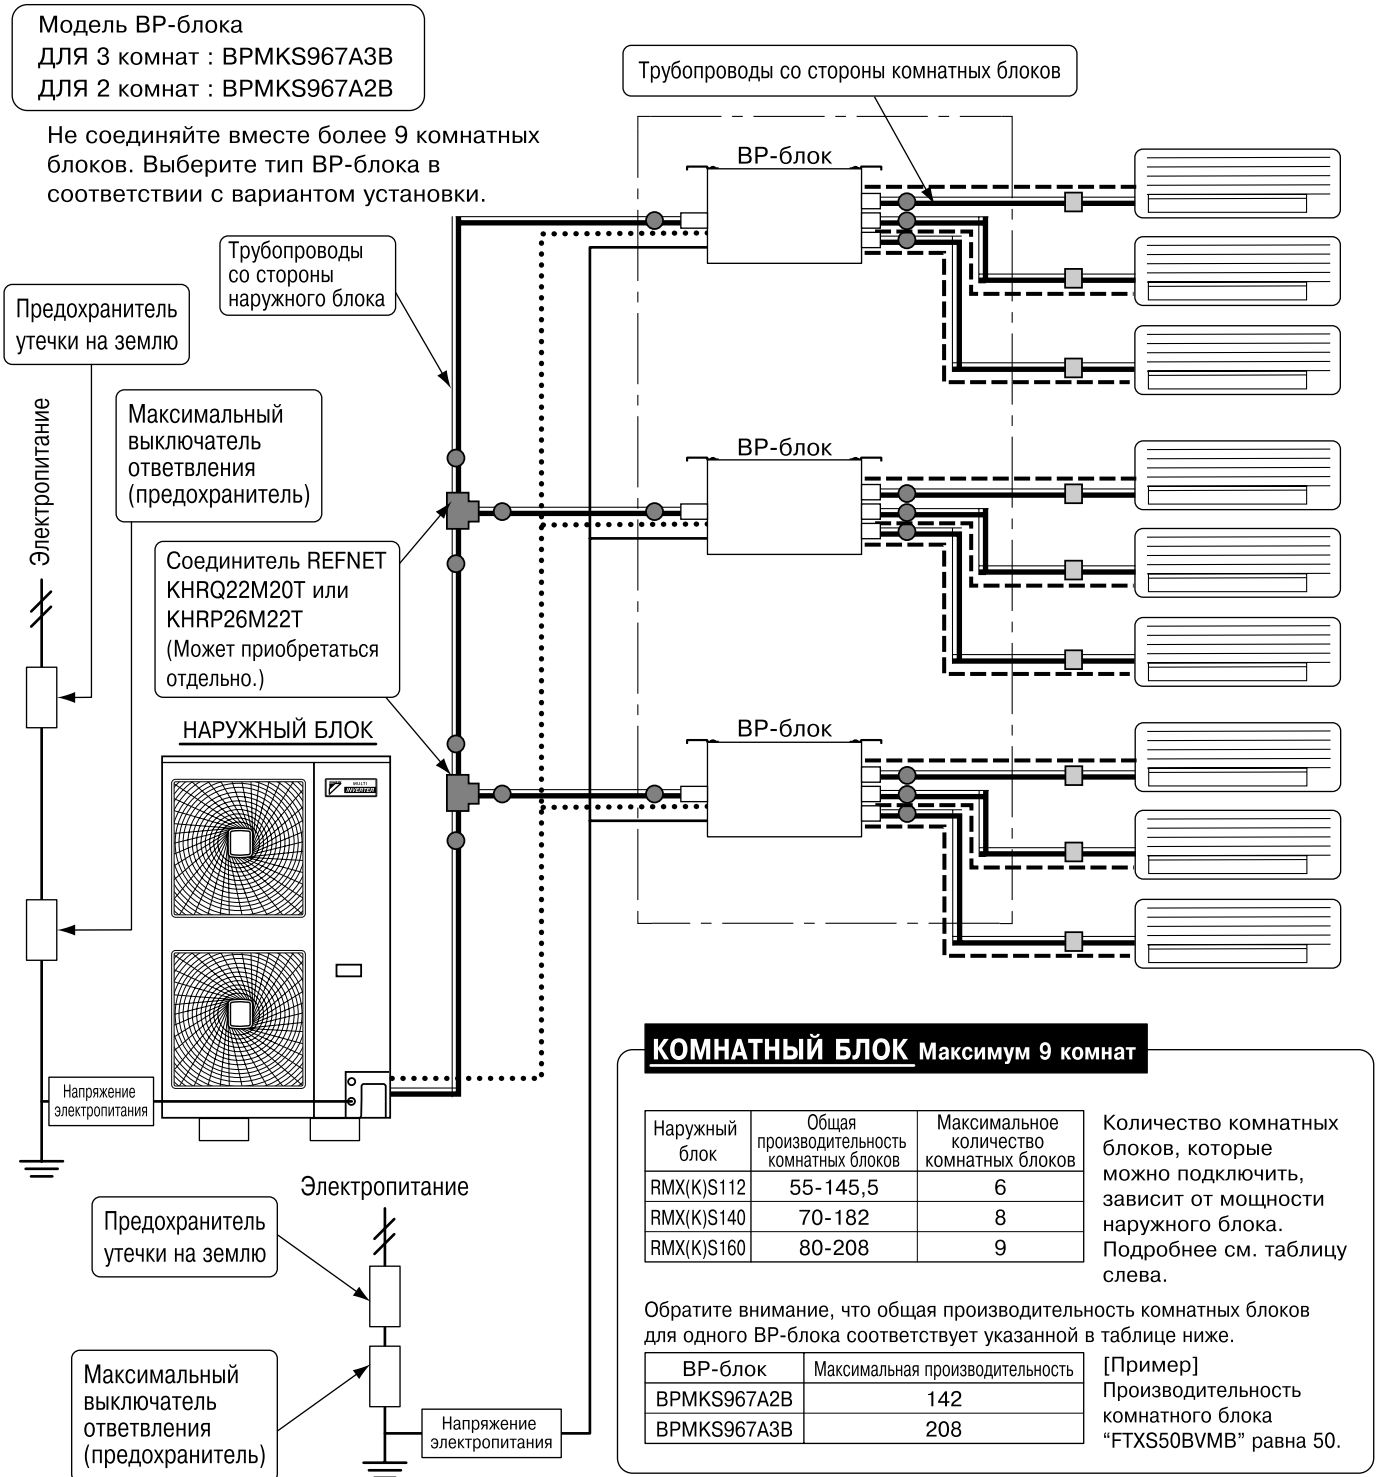 Модель BP-блока
ДЛЯ 3 комнат : BPMKS967A3B
ДЛЯ 2 комнат : BPMKS967A2B
Не соединяйте вместе более 9 комнатных
блоков. Выберите тип BP-блока в
соответствии с вариантом установки.
Трубопроводы со стороны комнатных блоков
BP-блок
Трубопроводы
со стороны
наружного блока
Предохранитель
утечки на землю
Электропитание
Максимальный
выключатель
ответвления
(предохранитель)
BP-блок
Соединитель REFNET
KHRQ22M20T или
KHRP26M22T
(Может приобретаться
отдельно.)
НАРУЖНЫЙ БЛОК
BP-блок
MULTI
INVERTER
Напряжение
электропитания
Электропитание
Предохранитель
утечки на землю
Максимальный
выключатель
ответвления
(предохранитель)
Напряжение
электропитания
КОМНАТНЫЙ БЛОК Максимум 9 комнат
Наружный блок | Общая производительность комнатных блоков | Максимальное количество комнатных блоков
RMX(K)S112 | 55-145,5 | 6
RMX(K)S140 | 70-182 | 8
RMX(K)S160 | 80-208 | 9
Количество комнатных
блоков, которые
можно подключить,
зависит от мощности
наружного блока.
Подробнее см. таблицу
слева.
Обратите внимание, что общая производительность комнатных блоков
для одного BP-блока соответствует указанной в таблице ниже.
BP-блок | Максимальная производительность
BPMKS967A2B | 142
BPMKS967A3B | 208
[Пример]
Производительность
комнатного блока
“FTXS50BVMB” равна 50.